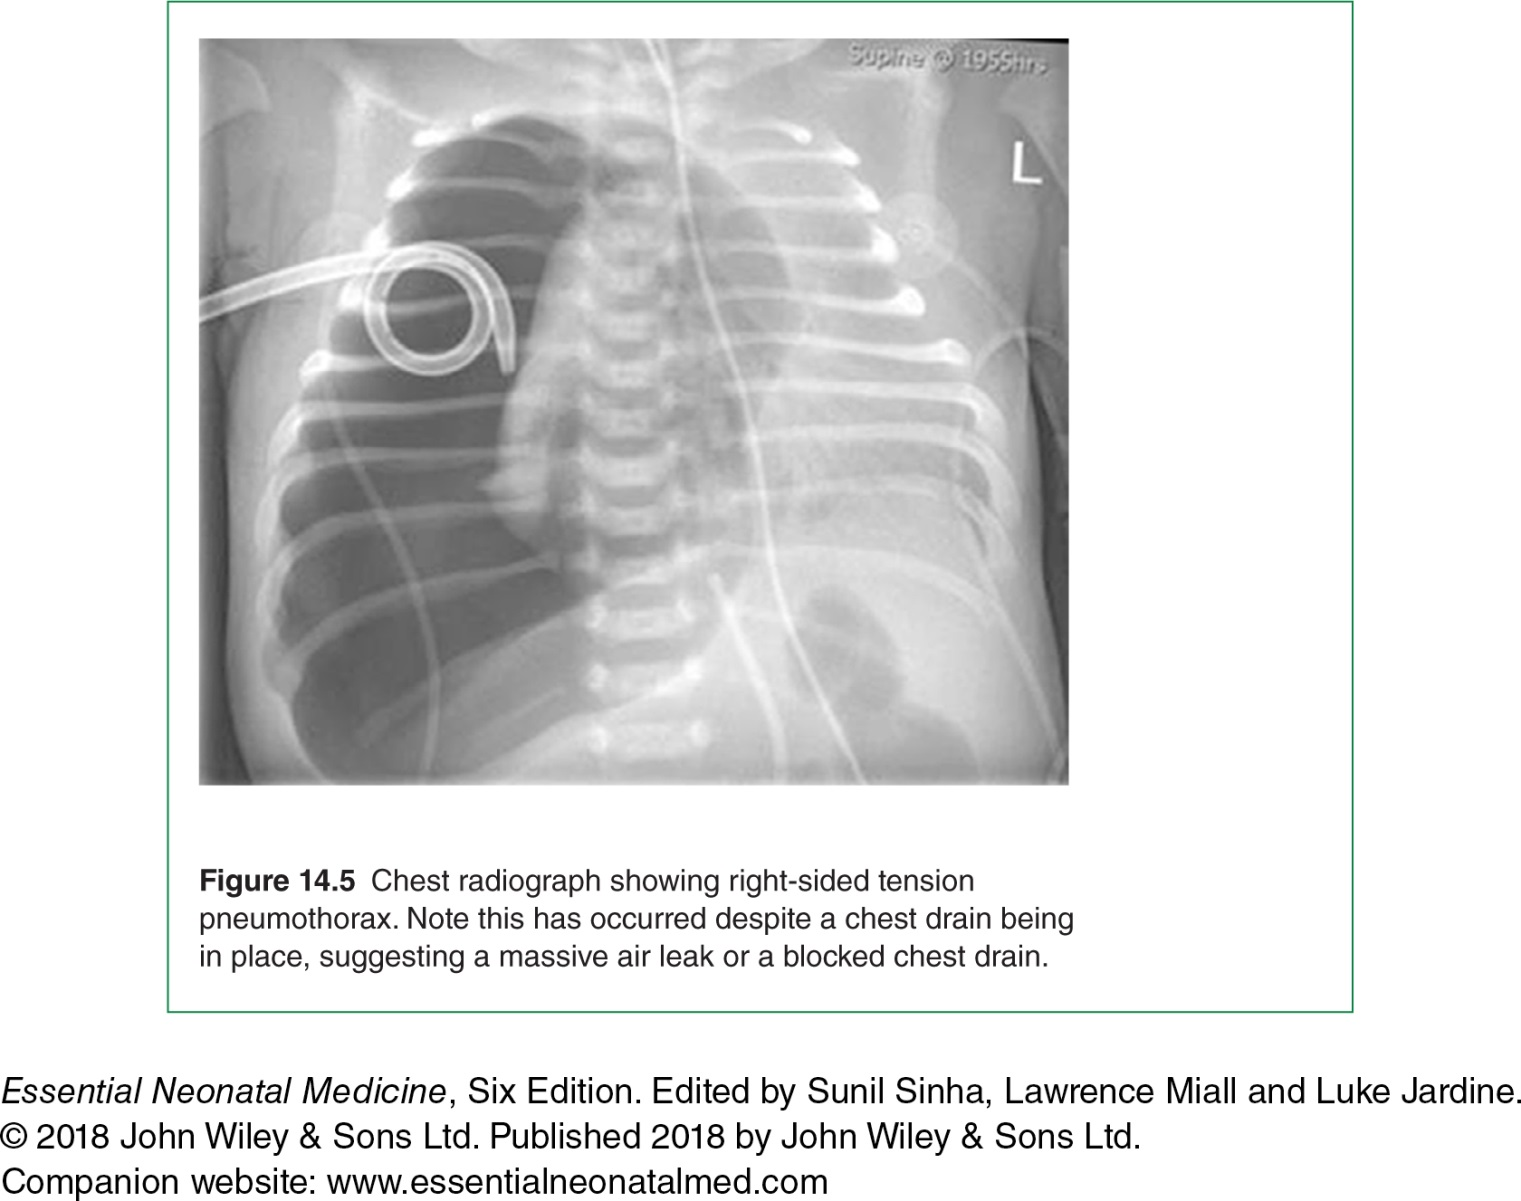 Supine @ 1955hrs
L
Figure 14.5 Chest radiograph showing right-sided tension
pneumothorax. Note this has occurred despite a chest drain being
in place, suggesting a massive air leak or a blocked chest drain.
Essential Neonatal Medicine, Six Edition. Edited by Sunil Sinha, Lawrence Miall and Luke Jardine.
© 2018 John Wiley & Sons Ltd. Published 2018 by John Wiley & Sons Ltd.
Companion website: www.essentialneonatalmed.com